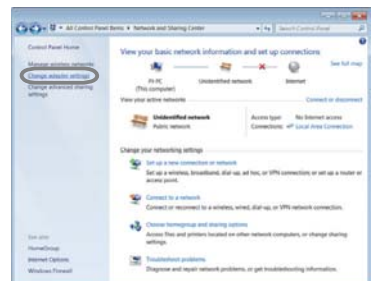 All Control Panel Items
Network and Sharing Center
Search Control Panel
Control Panel Home
Manage wireless networks
Change adapter settings
Change advanced sharing
settings
View your basic network information and set up connections
See full map
(This computer)
Unidentified network
Internet
View your active networks
Connect or disconnect
Unidentified network
Public network
Access type: No Internet access
Connections: Local Area Connection
Change your networking settings
Set up a new connection or network
Set up a wireless, broadband, dial-up, ad hoc, or VPN connection; or set up a router or
access point.
Connect to a network
Connect or reconnect to a wireless, wired, dial-up, or VPN network connection.
Choose homegroup and sharing options
Access files and printers located on other network computers, or change sharing
settings.
Troubleshoot problems
Diagnose and repair network problems, or get troubleshooting information.
See also
HomeGroup
Internet Options
Windows Firewall